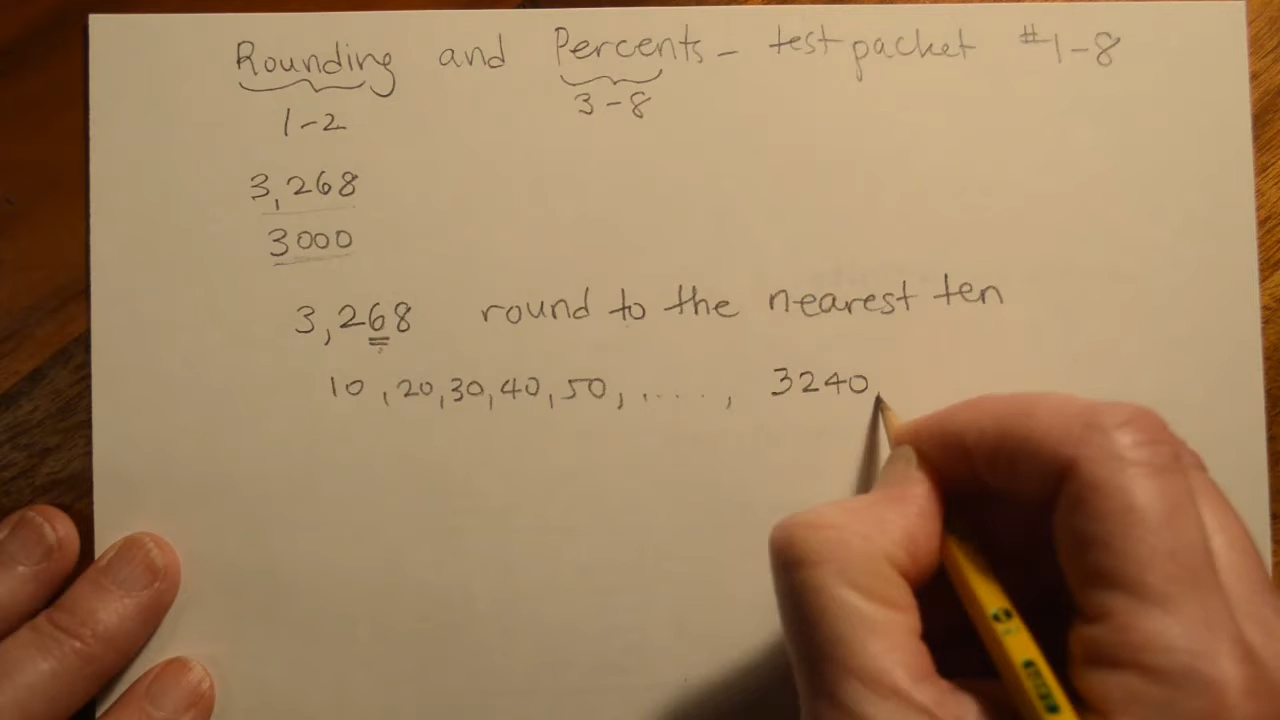 Rounding and Percents – test packet #1-8
1-2
3-8
3,268
3000
3,268 round to the nearest ten
10, 20, 30, 40, 50, ...., 3240,